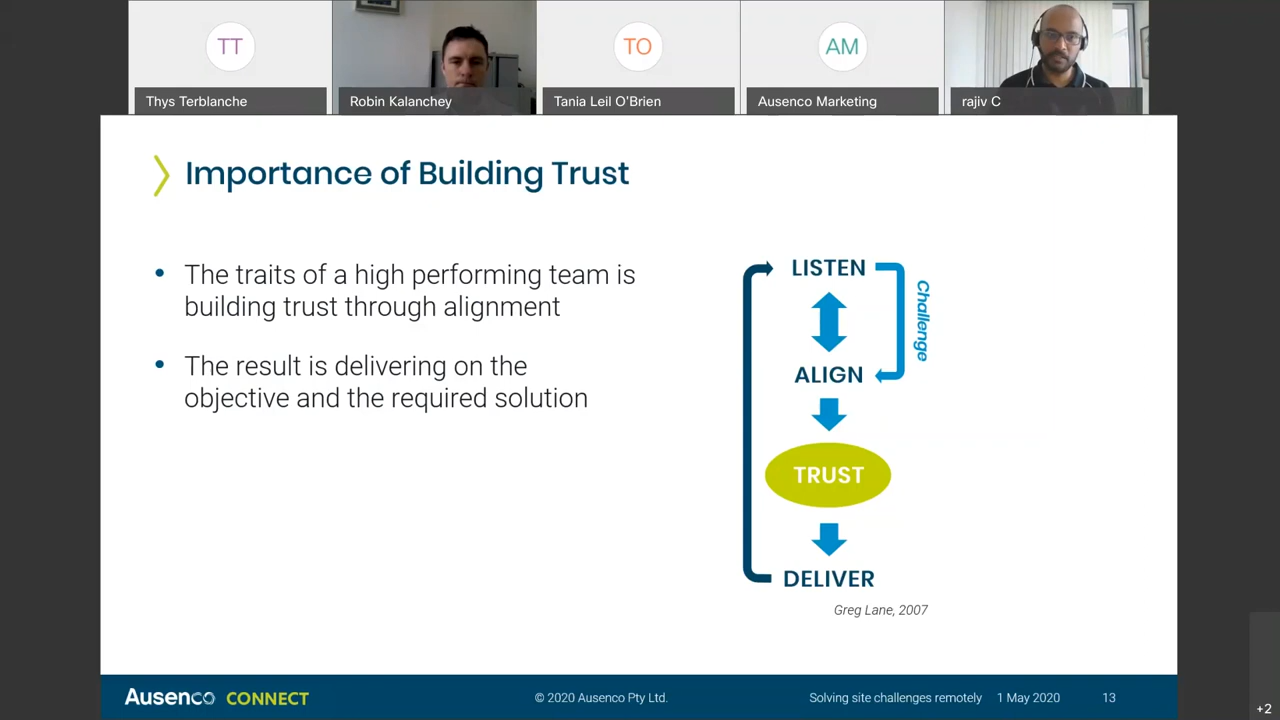 TT
TO
AM
Thys Terblanche
Robin Kalanchey
Tania Leil O'Brien
Ausenco Marketing
rajiv C
Importance of Building Trust
• The traits of a high performing team is
building trust through alignment
• The result is delivering on the
objective and the required solution
LISTEN
Challenge
ALIGN
TRUST
DELIVER
Greg Lane, 2007
Ausenco CONNECT
© 2020 Ausenco Pty Ltd.
Solving site challenges remotely 1 May 2020 13
+2